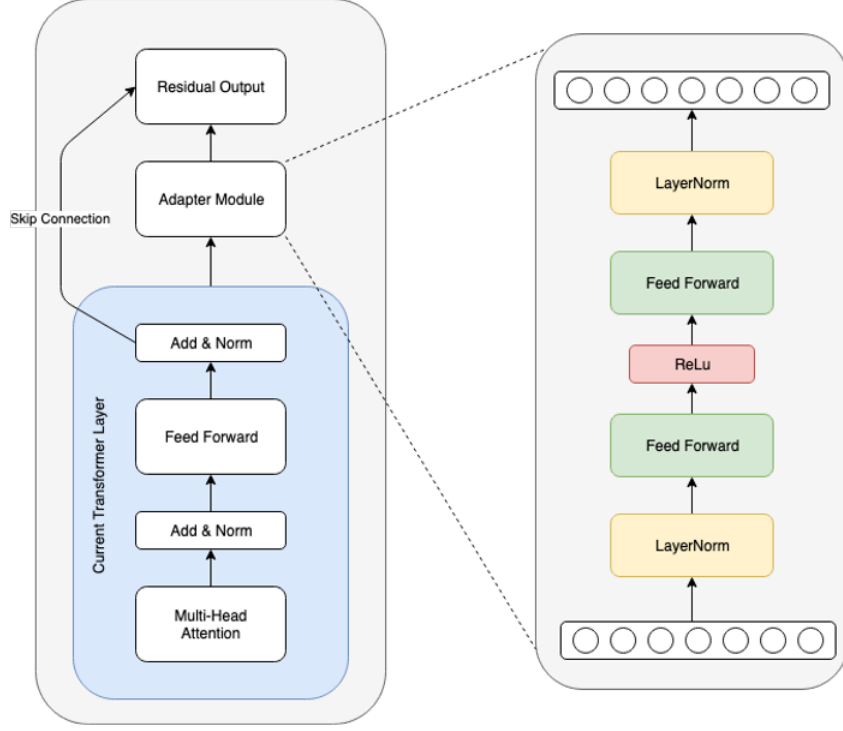 Residual Output
Adapter Module
Skip Connection
Add & Norm
Feed Forward
Add & Norm
Multi-Head
Attention
Current Transformer Layer
LayerNorm
Feed Forward
ReLu
Feed Forward
LayerNorm